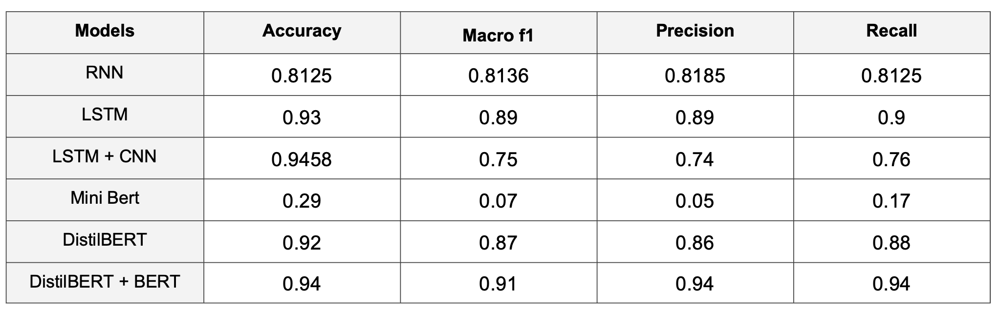 Models Accuracy Macro f1 Precision Recall
RNN 0.8125 0.8136 0.8185 0.8125
LSTM 0.93 0.89 0.89 0.9
LSTM + CNN 0.9458 0.75 0.74 0.76
Mini Bert 0.29 0.07 0.05 0.17
DistilBERT 0.92 0.87 0.86 0.88
DistilBERT + BERT 0.94 0.91 0.94 0.94